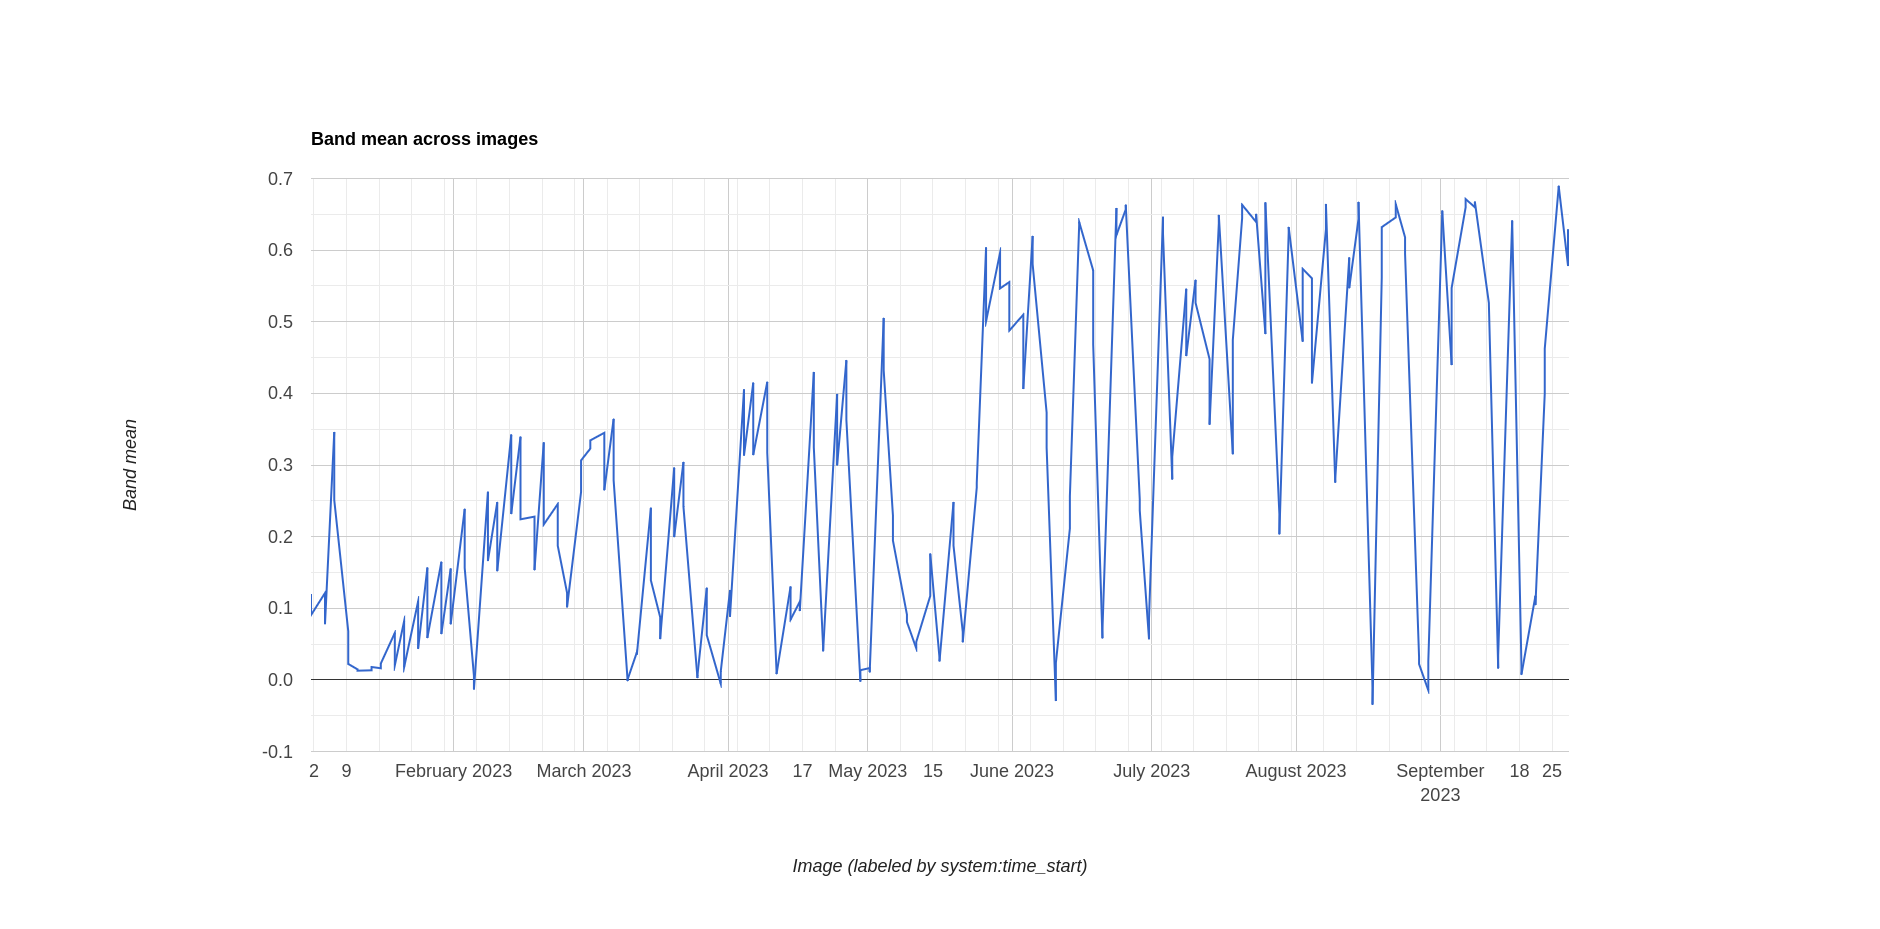 Band mean across images
0.7
0.6
0.5
0.4
0.3
0.2
0.1
0.0
-0.1
Band mean
2 9 February 2023 March 2023 April 2023 17 May 2023 15 June 2023 July 2023 August 2023 September 18 25
2023
Image (labeled by system:time_start)